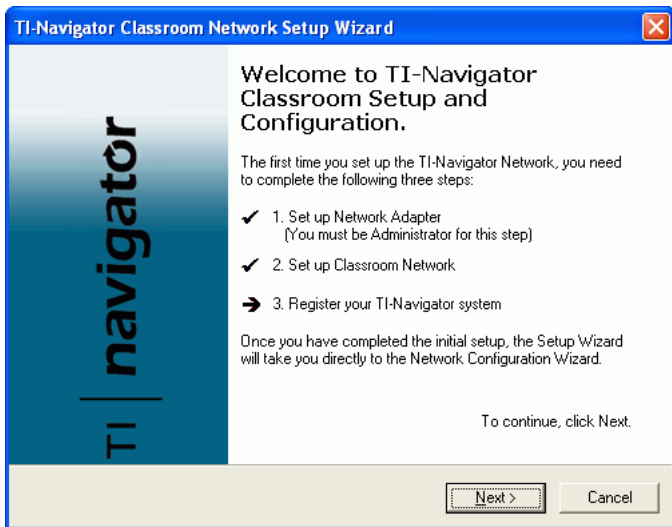 TI-Navigator Classroom Network Setup Wizard
TI | navigator
Welcome to TI-Navigator
Classroom Setup and
Configuration.
The first time you set up the TI-Navigator Network, you need
to complete the following three steps:
1. Set up Network Adapter
(You must be Administrator for this step)
2. Set up Classroom Network
3. Register your TI-Navigator system
Once you have completed the initial setup, the Setup Wizard
will take you directly to the Network Configuration Wizard.
To continue, click Next.
Next >
Cancel